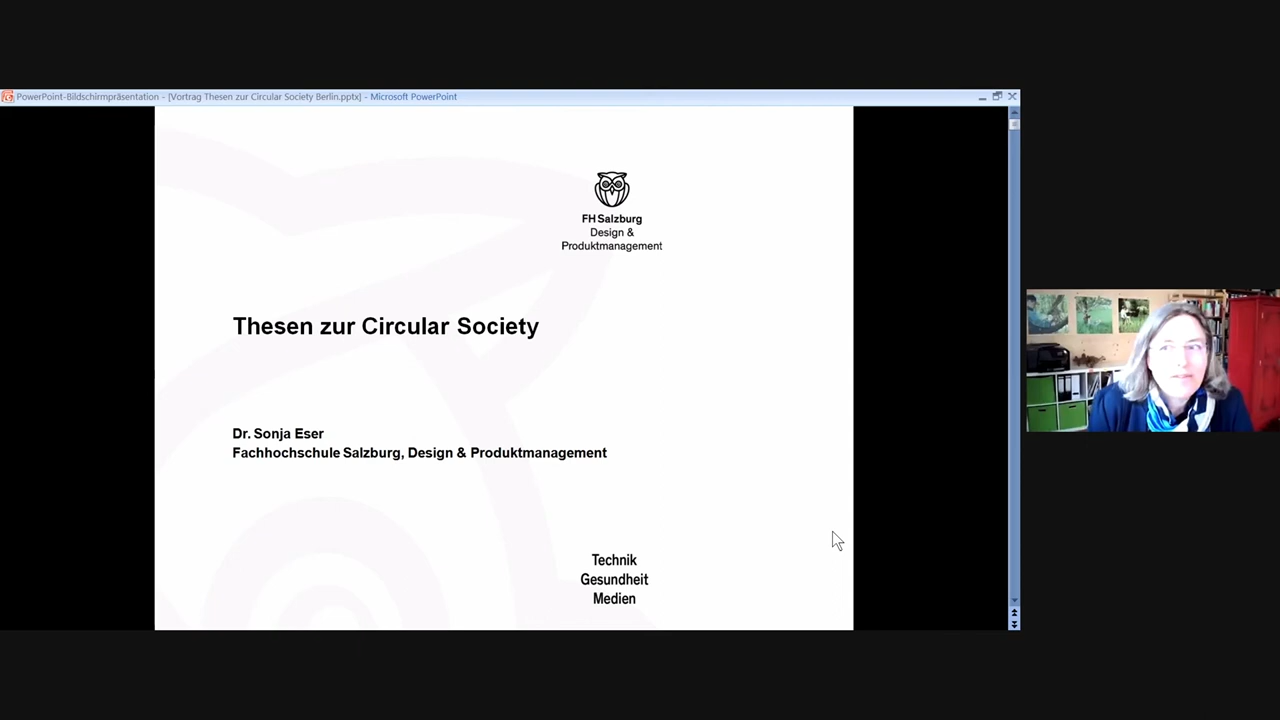 PowerPoint-Bildschirmpräsentation - [Vortrag Thesen zur Circular Society Berlin.pptx] - Microsoft PowerPoint
FH Salzburg
Design &
Produktmanagement
Thesen zur Circular Society
Dr. Sonja Eser
Fachhochschule Salzburg, Design & Produktmanagement
Technik
Gesundheit
Medien